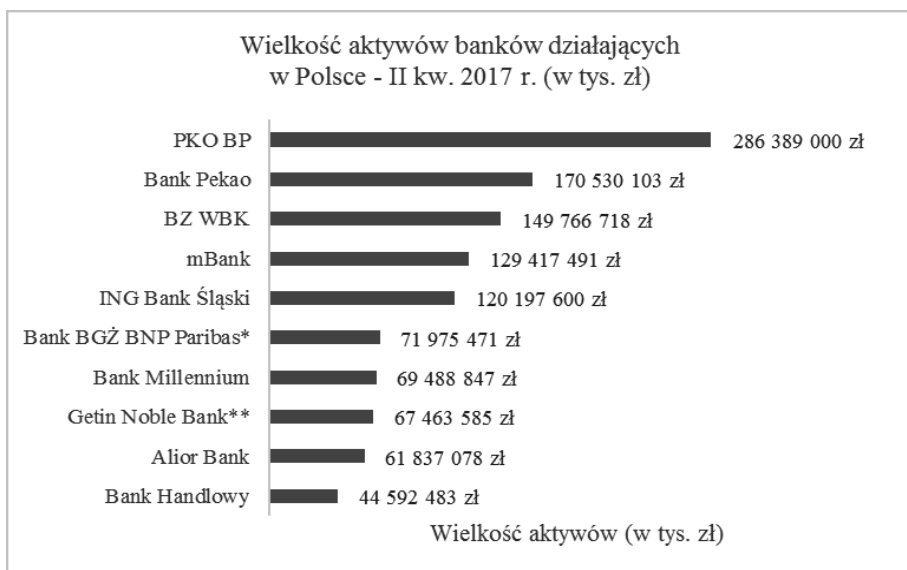 Wielkość aktywów banków działających
w Polsce - II kw. 2017 r. (w tys. zł)
PKO BP 286 389 000 zł
Bank Pekao 170 530 103 zł
BZ WBK 149 766 718 zł
mBank 129 417 491 zł
ING Bank Śląski 120 197 600 zł
Bank BGŻ BNP Paribas* 71 975 471 zł
Bank Millennium 69 488 847 zł
Getin Noble Bank** 67 463 585 zł
Alior Bank 61 837 078 zł
Bank Handlowy 44 592 483 zł
Wielkość aktywów (w tys. zł)